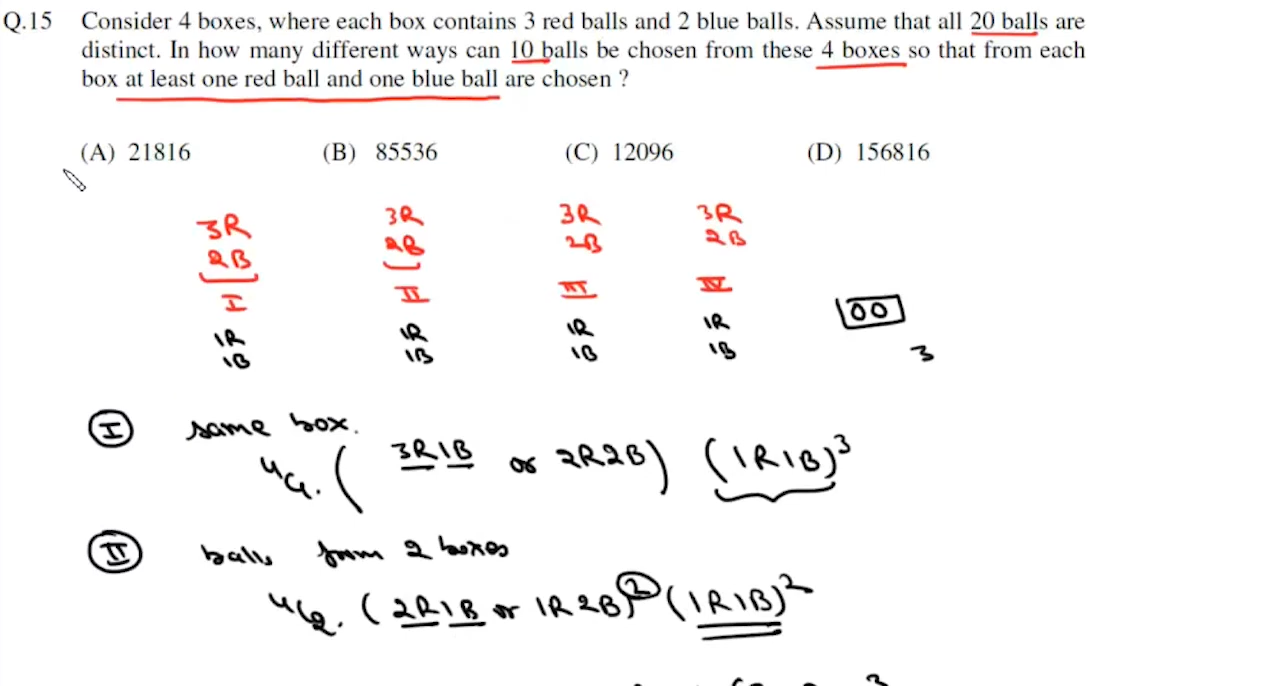 Q.15 Consider 4 boxes, where each box contains 3 red balls and 2 blue balls. Assume that all 20 balls are
distinct. In how many different ways can 10 balls be chosen from these 4 boxes so that from each
box at least one red ball and one blue ball are chosen ?
(A) 21816 (B) 85536 (C) 12096 (D) 156816
3R 3R 3R 3R
2B 2B 2B 2B
I II III IV
1R 1R 1R 1R
1B 1B 1B 1B
00
3
I same box.
4C1. ( 3R1B or 2R2B) (1R1B)^3
II balls from 2 boxes
4C2. (2R1B or 1R2B)^2 (1R1B)^2